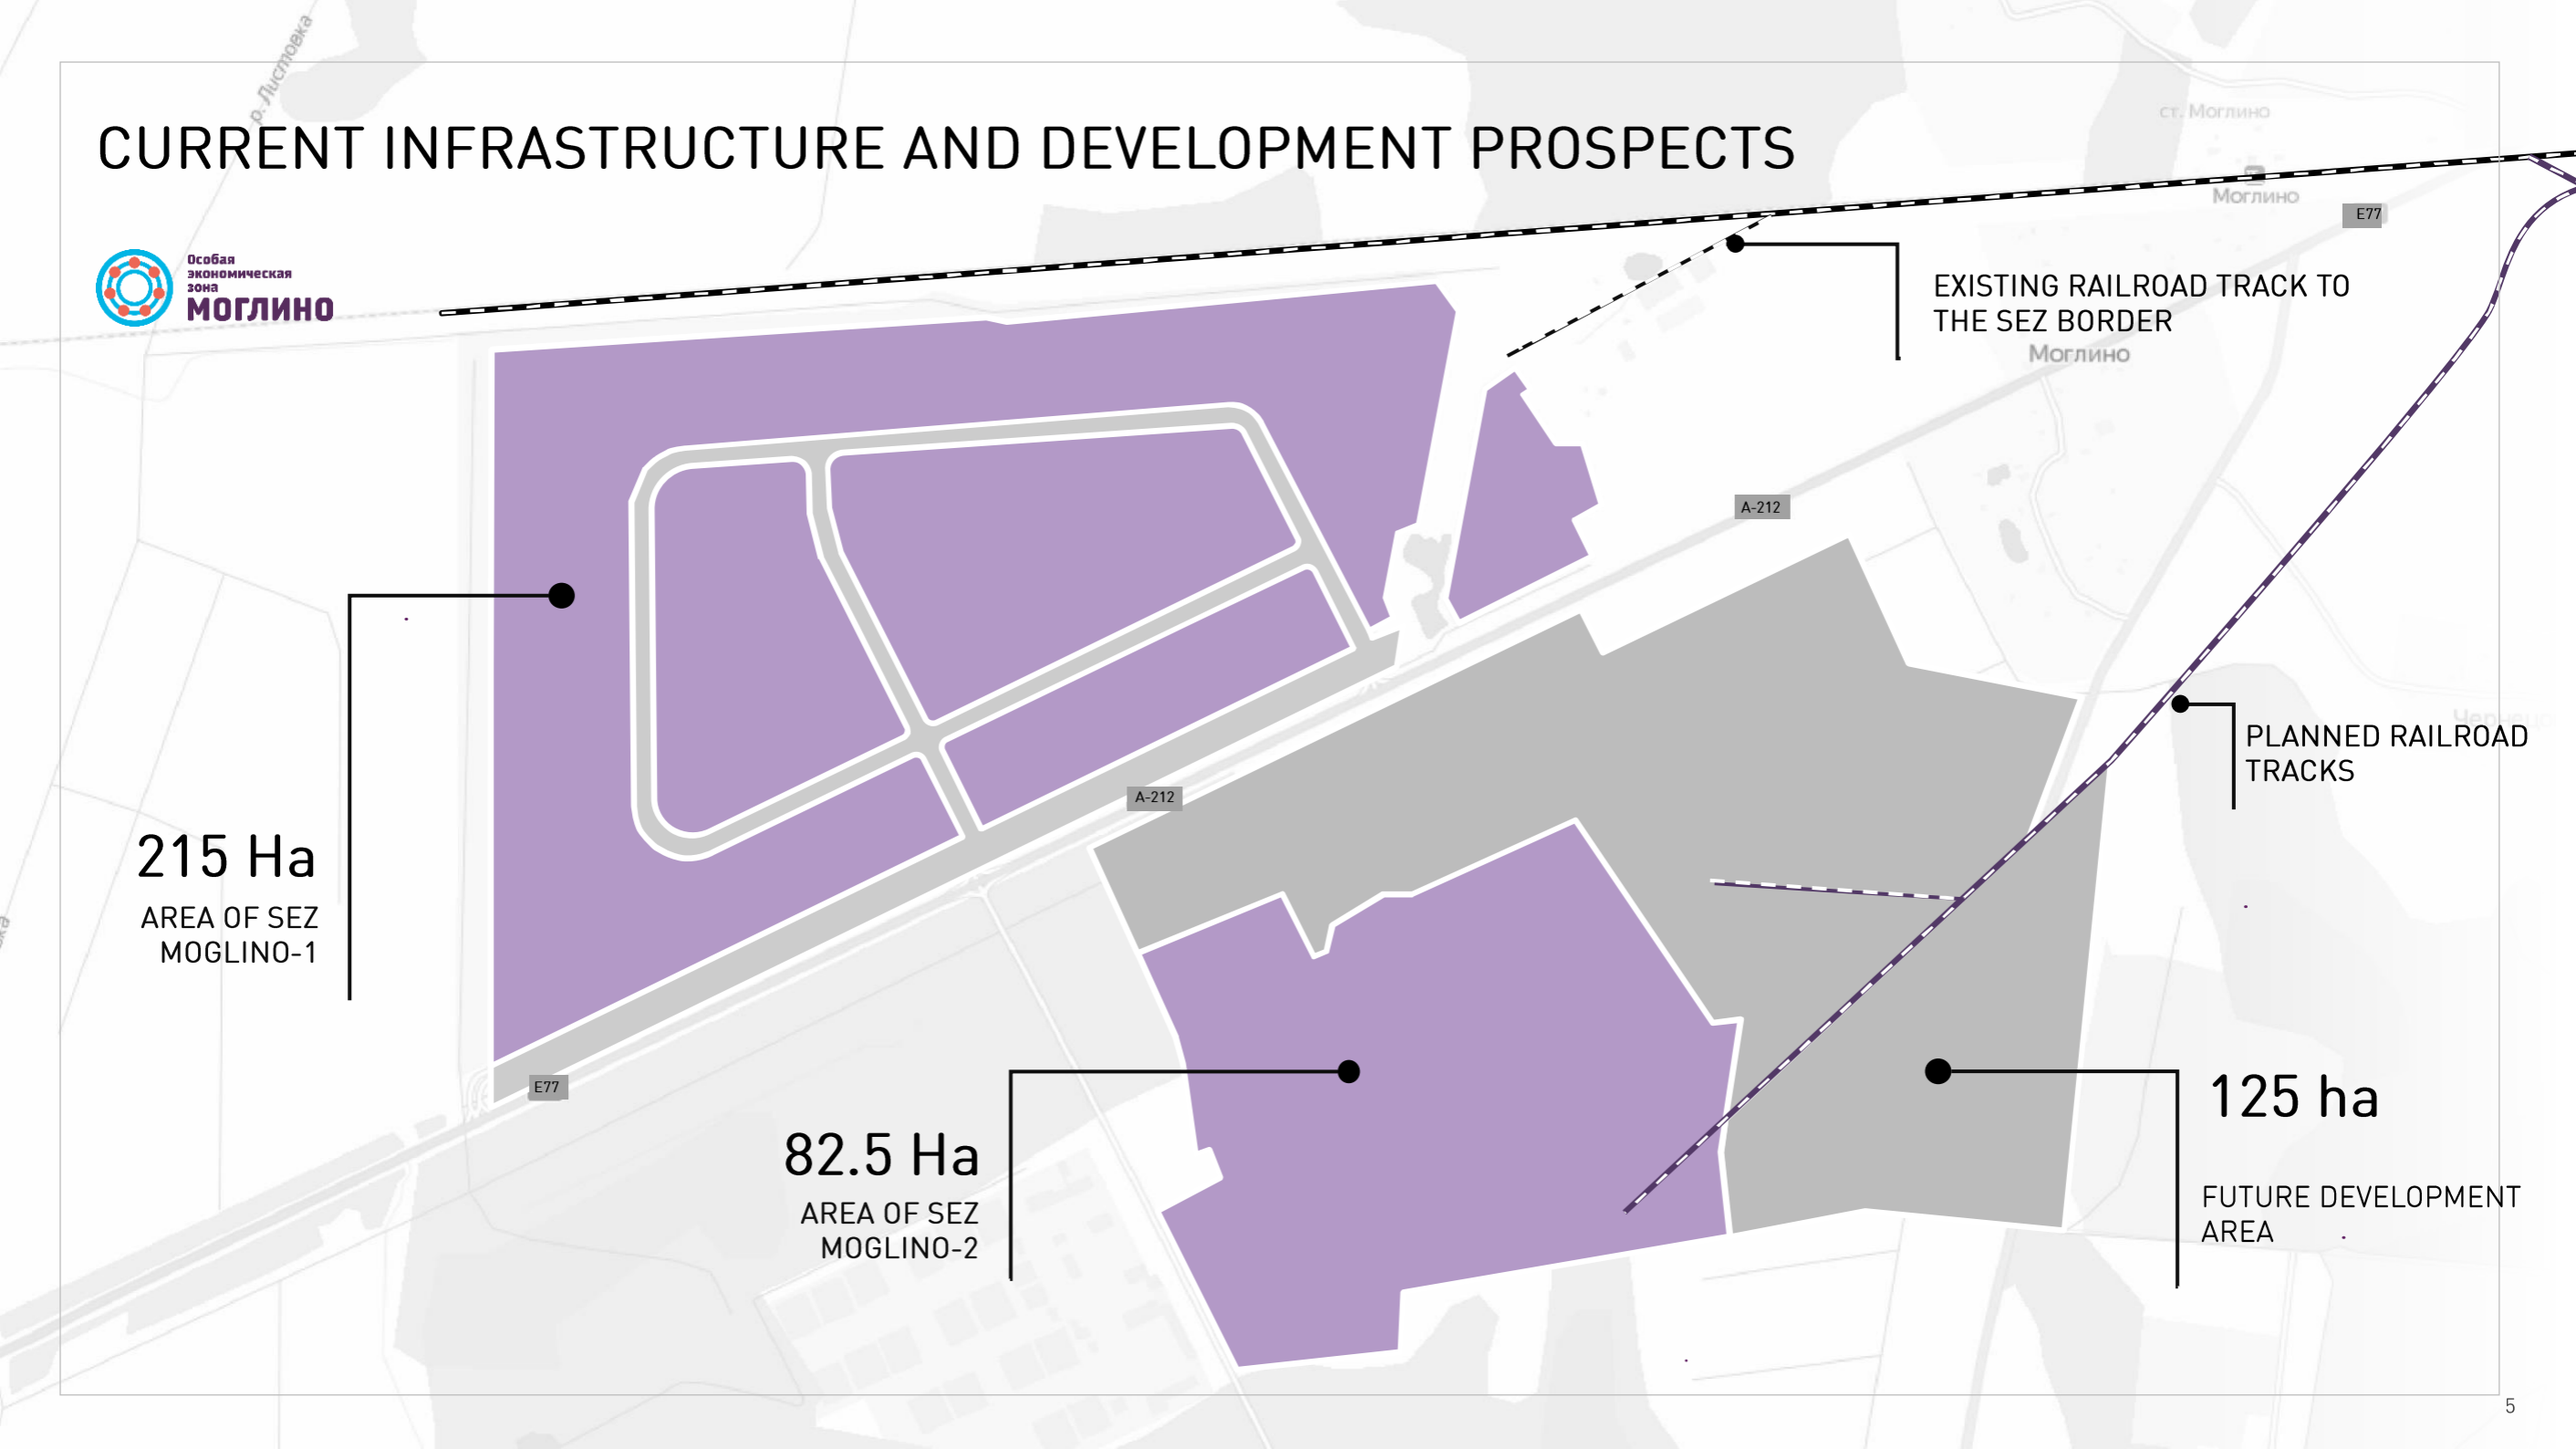 р. Листовка
CURRENT INFRASTRUCTURE AND DEVELOPMENT PROSPECTS
ст. Моглино
Моглино
E77
Особая
экономическая
зона
МОГЛИНО
EXISTING RAILROAD TRACK TO
THE SEZ BORDER
Моглино
A-212
PLANNED RAILROAD
TRACKS
A-212
215 Ha
AREA OF SEZ
MOGLINO-1
E77
82.5 Ha
AREA OF SEZ
MOGLINO-2
125 ha
FUTURE DEVELOPMENT
AREA
5